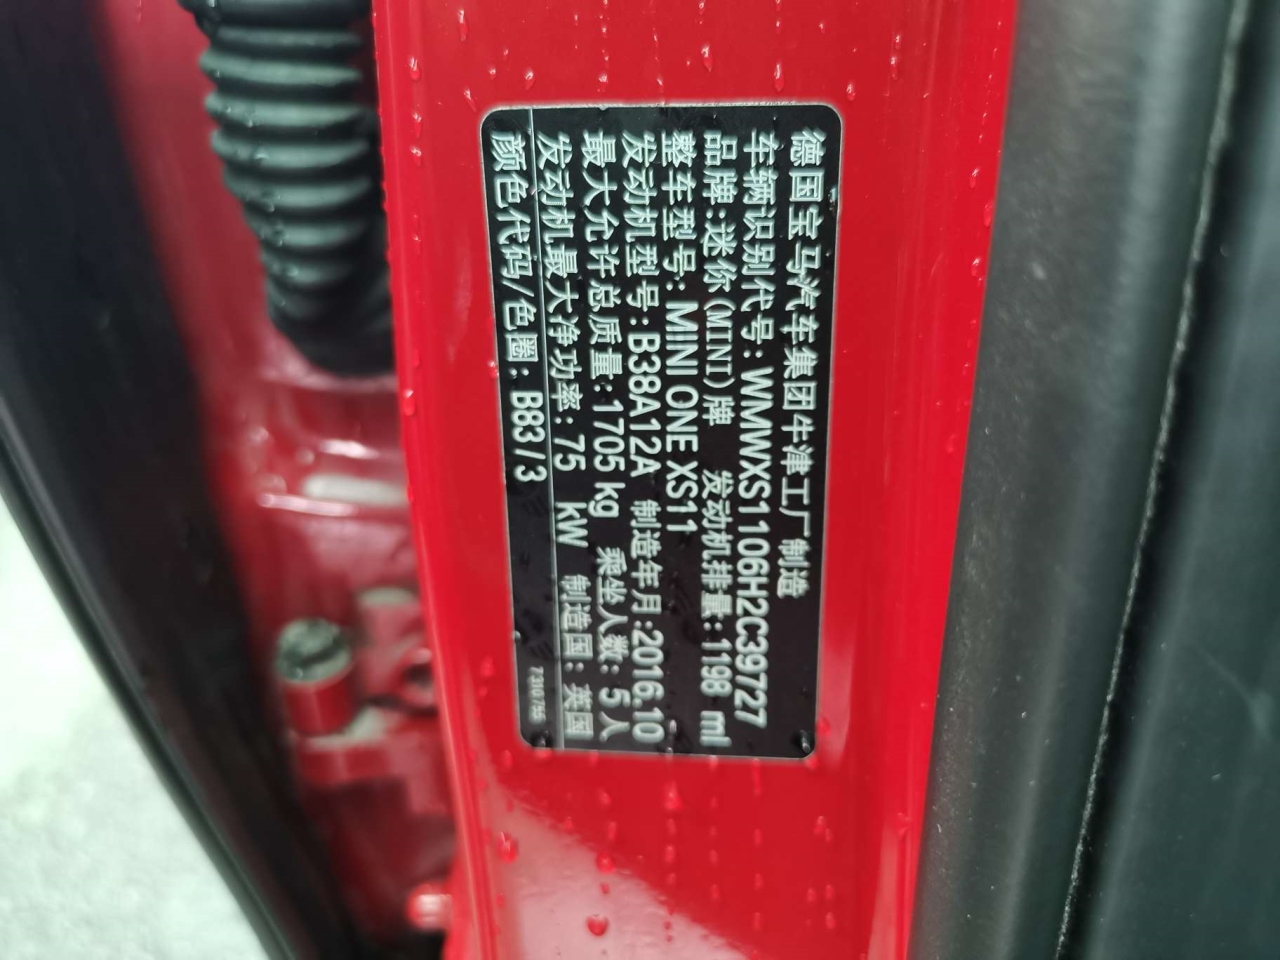 德国宝马汽车集团牛津工厂制造
车辆识别代号: WMWXS1106H2C39727
品牌:迷你(MINI)牌 发动机排量: 1198 ml
整车型号: MINI ONE XS11
发动机型号:B38A12A 制造年月:2016.10
最大允许总质量: 1705 kg 乘坐人数: 5人
发动机最大净功率: 75 kW 制造国: 英国
颜色代码/色圈: B83 / 3